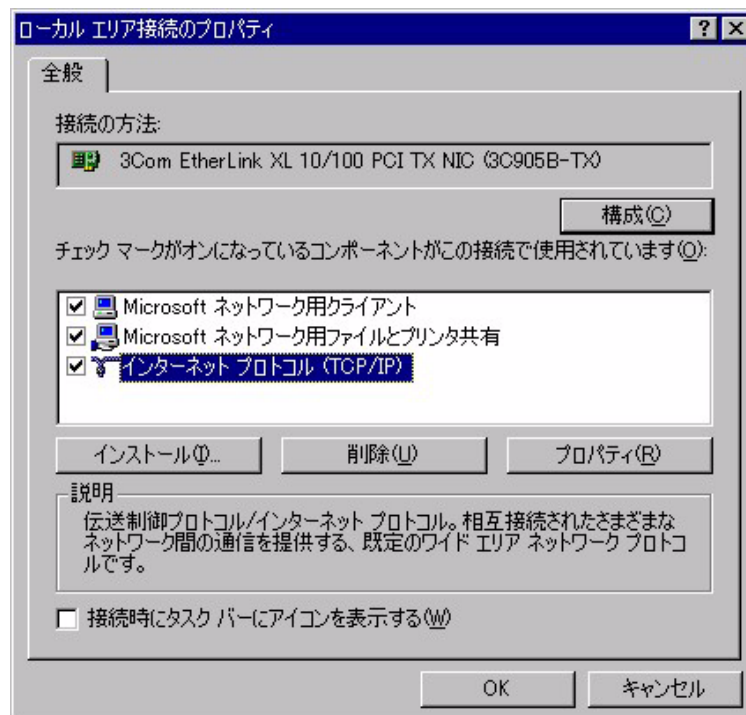 ローカル エリア接続のプロパティ
全般
接続の方法:
3Com EtherLink XL 10/100 PCI TX NIC (3C905B-TX)
構成(C)
チェック マークがオンになっているコンポーネントがこの接続で使用されています(O):
Microsoft ネットワーク用クライアント
Microsoft ネットワーク用ファイルとプリンタ共有
インターネット プロトコル (TCP/IP)
インストール(I)...
削除(U)
プロパティ(R)
説明
伝送制御プロトコル/インターネット プロトコル。相互接続されたさまざまな
ネットワーク間の通信を提供する、既定のワイド エリア ネットワーク プロトコ
ルです。
接続時にタスク バーにアイコンを表示する(W)
OK
キャンセル